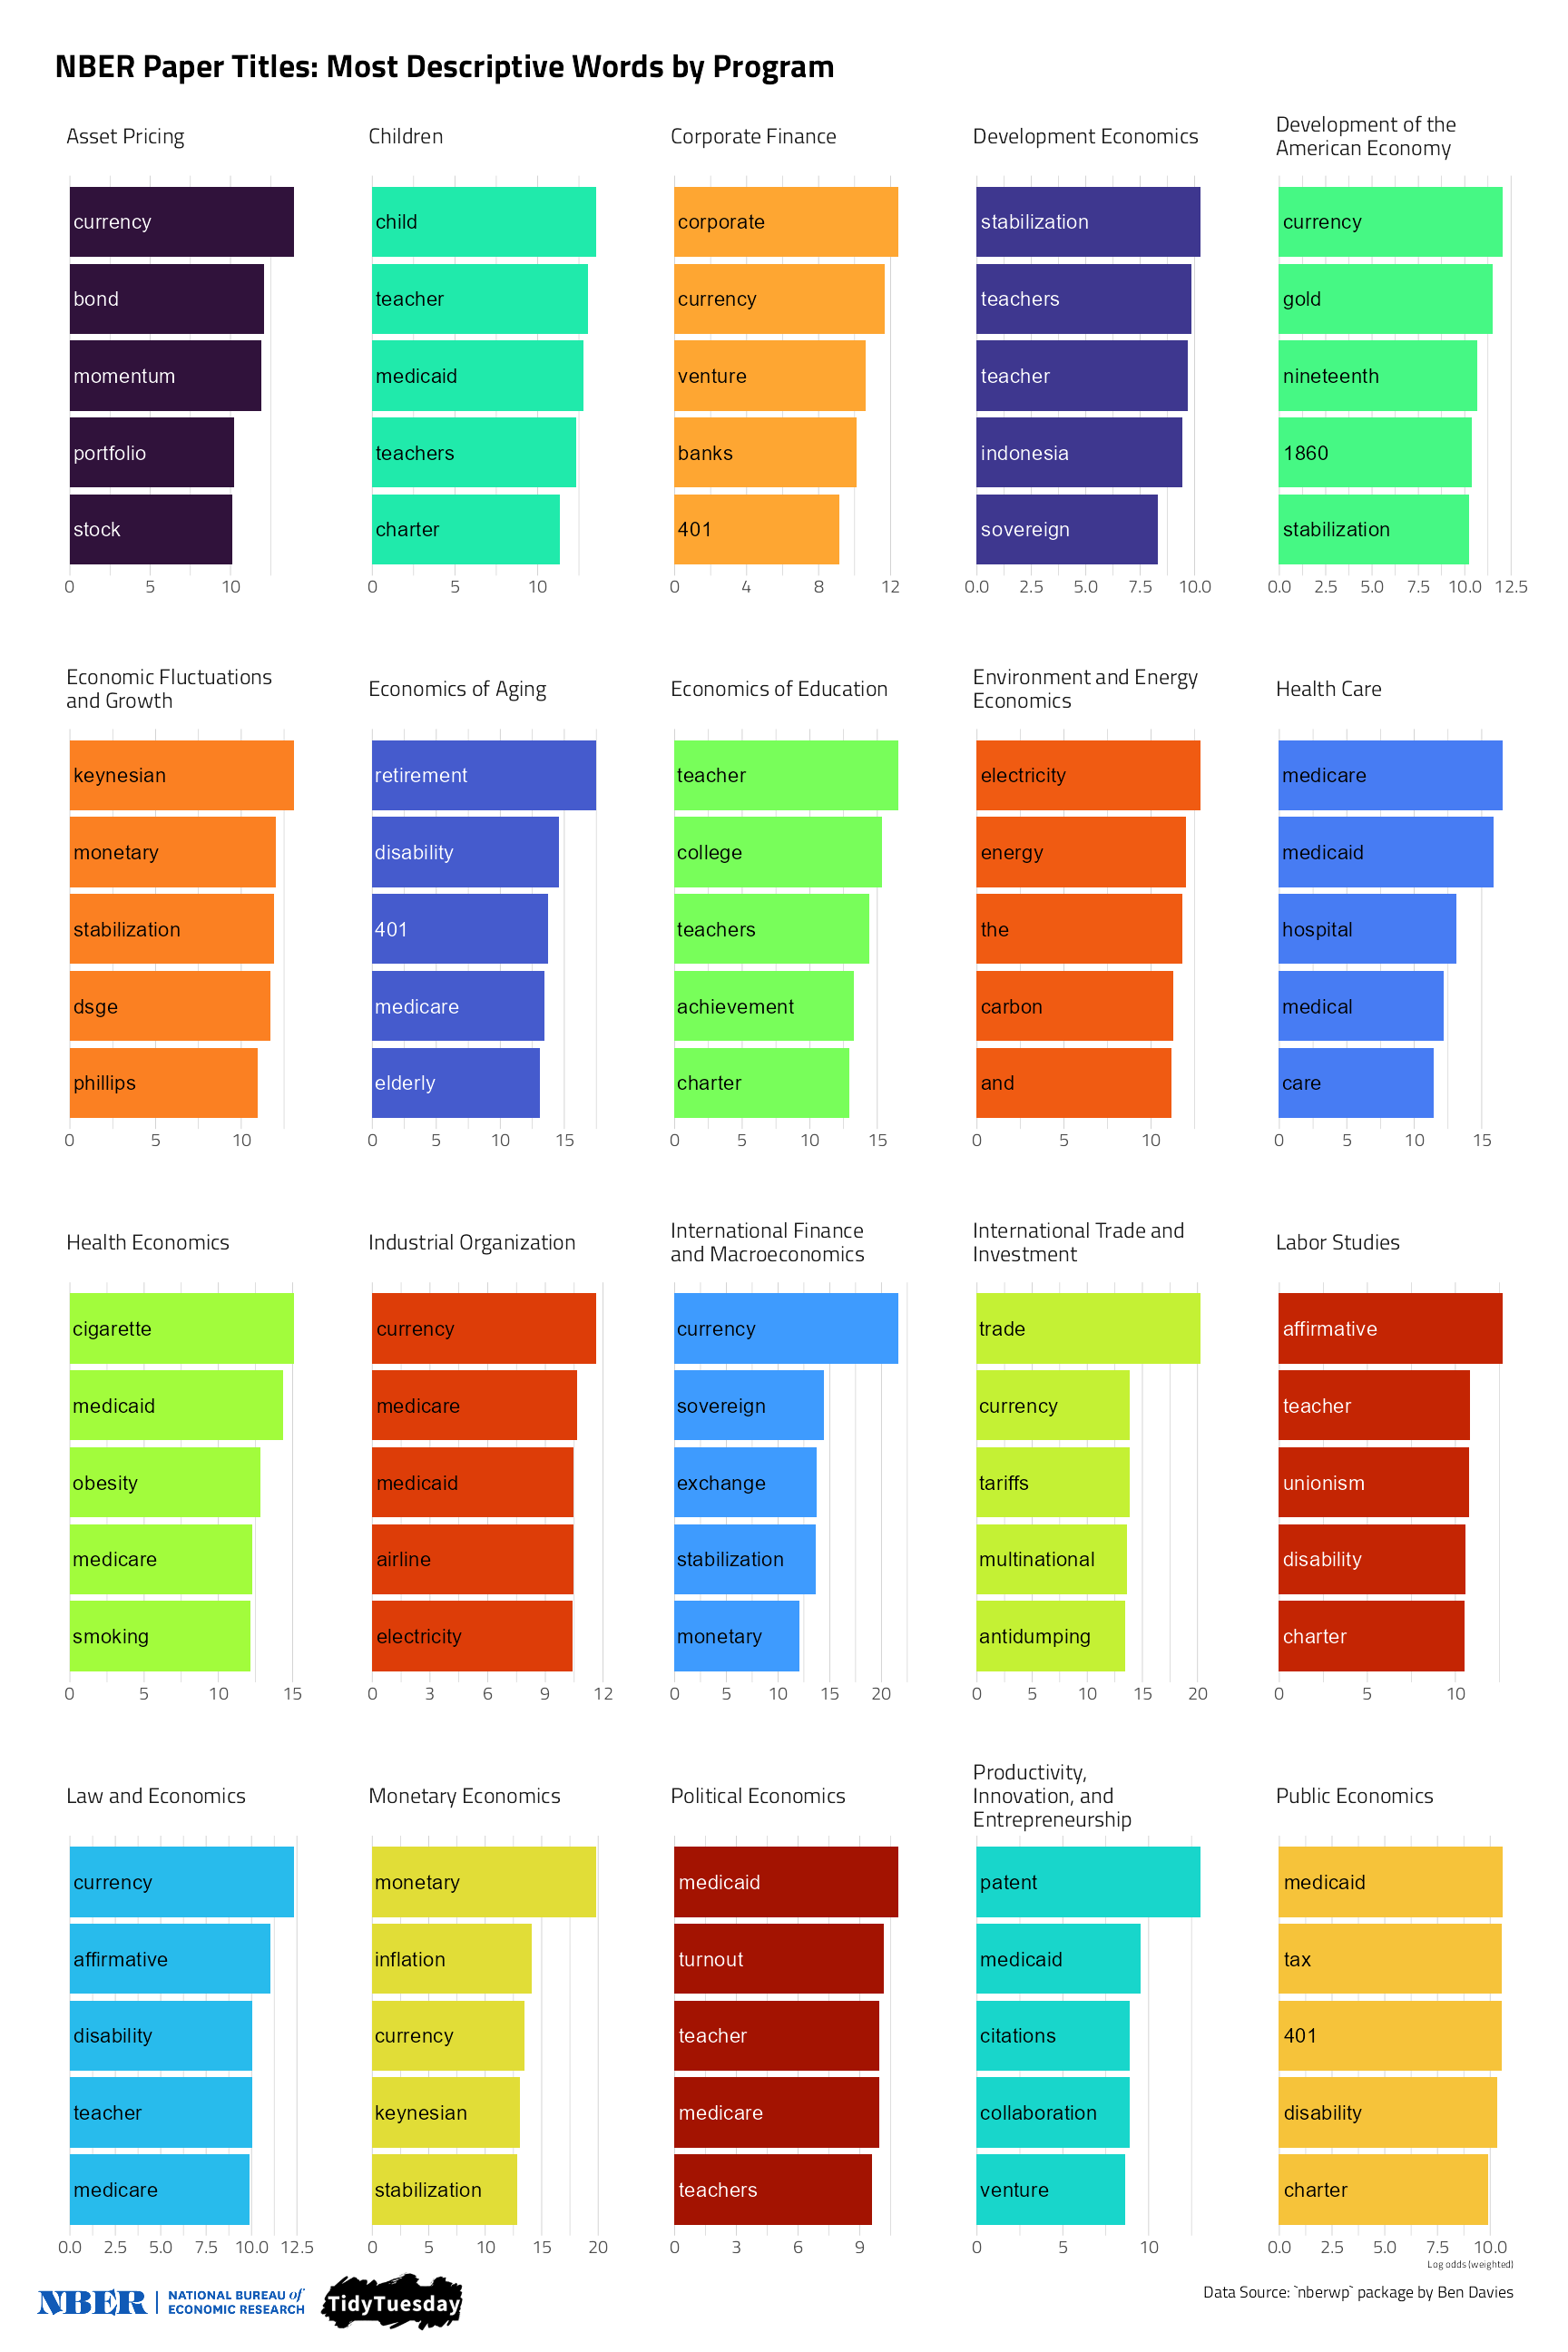 NBER Paper Titles: Most Descriptive Words by Program
Asset Pricing
currency
bond
momentum
portfolio
stock
0 5 10
Children
child
teacher
medicaid
teachers
charter
0 5 10
Corporate Finance
corporate
currency
venture
banks
401
0 4 8 12
Development Economics
stabilization
teachers
teacher
indonesia
sovereign
0.0 2.5 5.0 7.5 10.0
Development of the
American Economy
currency
gold
nineteenth
1860
stabilization
0.0 2.5 5.0 7.5 10.0 12.5
Economic Fluctuations
and Growth
keynesian
monetary
stabilization
dsge
phillips
0 5 10
Economics of Aging
retirement
disability
401
medicare
elderly
0 5 10 15
Economics of Education
teacher
college
teachers
achievement
charter
0 5 10 15
Environment and Energy
Economics
electricity
energy
the
carbon
and
0 5 10
Health Care
medicare
medicaid
hospital
medical
care
0 5 10 15
Health Economics
cigarette
medicaid
obesity
medicare
smoking
0 5 10 15
Industrial Organization
currency
medicare
medicaid
airline
electricity
0 3 6 9 12
International Finance
and Macroeconomics
currency
sovereign
exchange
stabilization
monetary
0 5 10 15 20
International Trade and
Investment
trade
currency
tariffs
multinational
antidumping
0 5 10 15 20
Labor Studies
affirmative
teacher
unionism
disability
charter
0 5 10
Law and Economics
currency
affirmative
disability
teacher
medicare
0.0 2.5 5.0 7.5 10.0 12.5
Monetary Economics
monetary
inflation
currency
keynesian
stabilization
0 5 10 15 20
Political Economics
medicaid
turnout
teacher
medicare
teachers
0 3 6 9
Productivity,
Innovation, and
Entrepreneurship
patent
medicaid
citations
collaboration
venture
0 5 10
Public Economics
medicaid
tax
401
disability
charter
0.0 2.5 5.0 7.5 10.0
Log odds (weighted)
NBER
NATIONAL BUREAU of
ECONOMIC RESEARCH
TidyTuesday
Data Source: `nberwp` package by Ben Davies